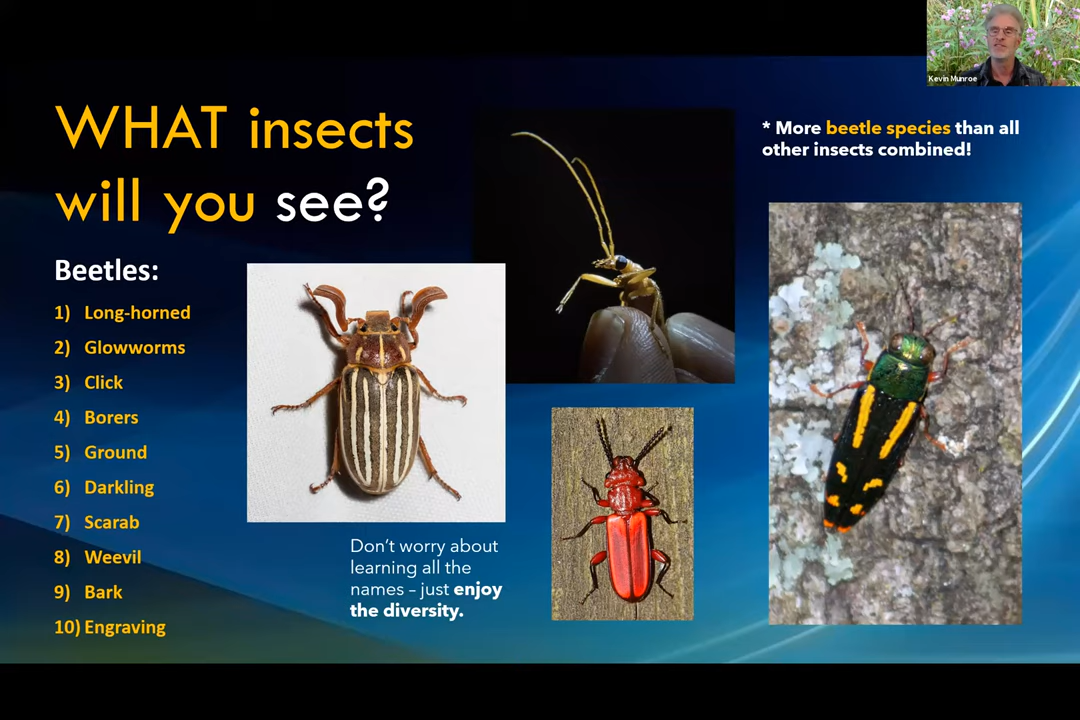 Kevin Munroe
WHAT insects
will you see?
* More beetle species than all
other insects combined!
Beetles:
1) Long-horned
2) Glowworms
3) Click
4) Borers
5) Ground
6) Darkling
7) Scarab
8) Weevil
9) Bark
10) Engraving
Don't worry about
learning all the
names – just enjoy
the diversity.